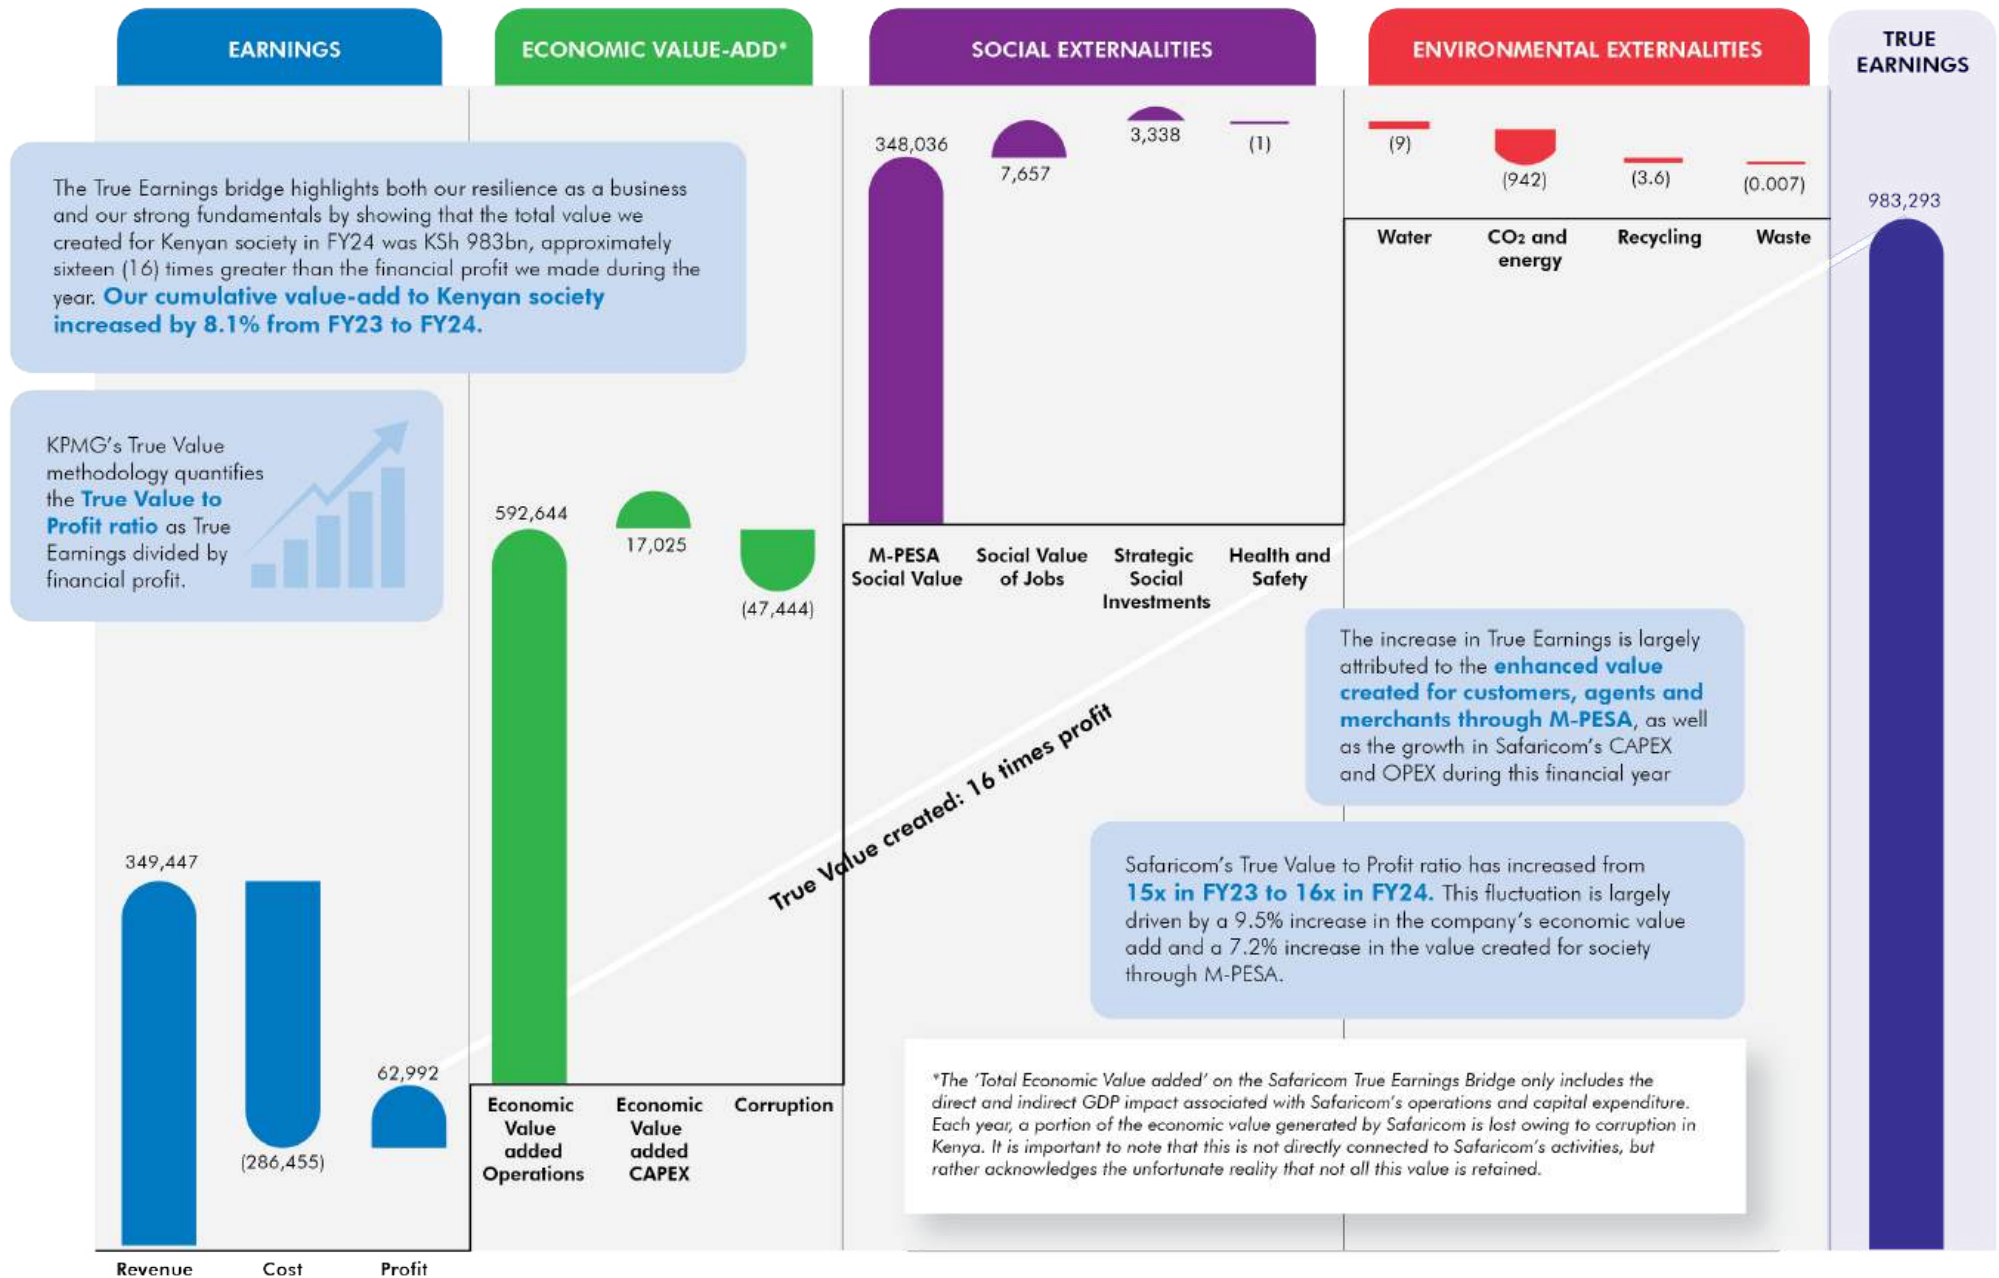 EARNINGS
ECONOMIC VALUE-ADD*
SOCIAL EXTERNALITIES
ENVIRONMENTAL EXTERNALITIES
TRUE
EARNINGS
The True Earnings bridge highlights both our resilience as a business
and our strong fundamentals by showing that the total value we
created for Kenyan society in FY24 was KSh 983bn, approximately
sixteen (16) times greater than the financial profit we made during the
year. Our cumulative value-add to Kenyan society
increased by 8.1% from FY23 to FY24.
KPMG's True Value
methodology quantifies
the True Value to
Profit ratio as True
Earnings divided by
financial profit.
349,447
(286,455)
62,992
Revenue
Cost
Profit
592,644
17,025
(47,444)
Economic
Value
added
Operations
Economic
Value
added
CAPEX
Corruption
348,036
7,657
3,338
(1)
M-PESA
Social Value
Social Value
of Jobs
Strategic
Social
Investments
Health and
Safety
(9)
(942)
(3.6)
(0.007)
Water
CO2 and
energy
Recycling
Waste
983,293
True Value created: 16 times profit
The increase in True Earnings is largely
attributed to the enhanced value
created for customers, agents and
merchants through M-PESA, as well
as the growth in Safaricom's CAPEX
and OPEX during this financial year
Safaricom's True Value to Profit ratio has increased from
15x in FY23 to 16x in FY24. This fluctuation is largely
driven by a 9.5% increase in the company's economic value
add and a 7.2% increase in the value created for society
through M-PESA.
*The 'Total Economic Value added' on the Safaricom True Earnings Bridge only includes the
direct and indirect GDP impact associated with Safaricom's operations and capital expenditure.
Each year, a portion of the economic value generated by Safaricom is lost owing to corruption in
Kenya. It is important to note that this is not directly connected to Safaricom's activities, but
rather acknowledges the unfortunate reality that not all this value is retained.